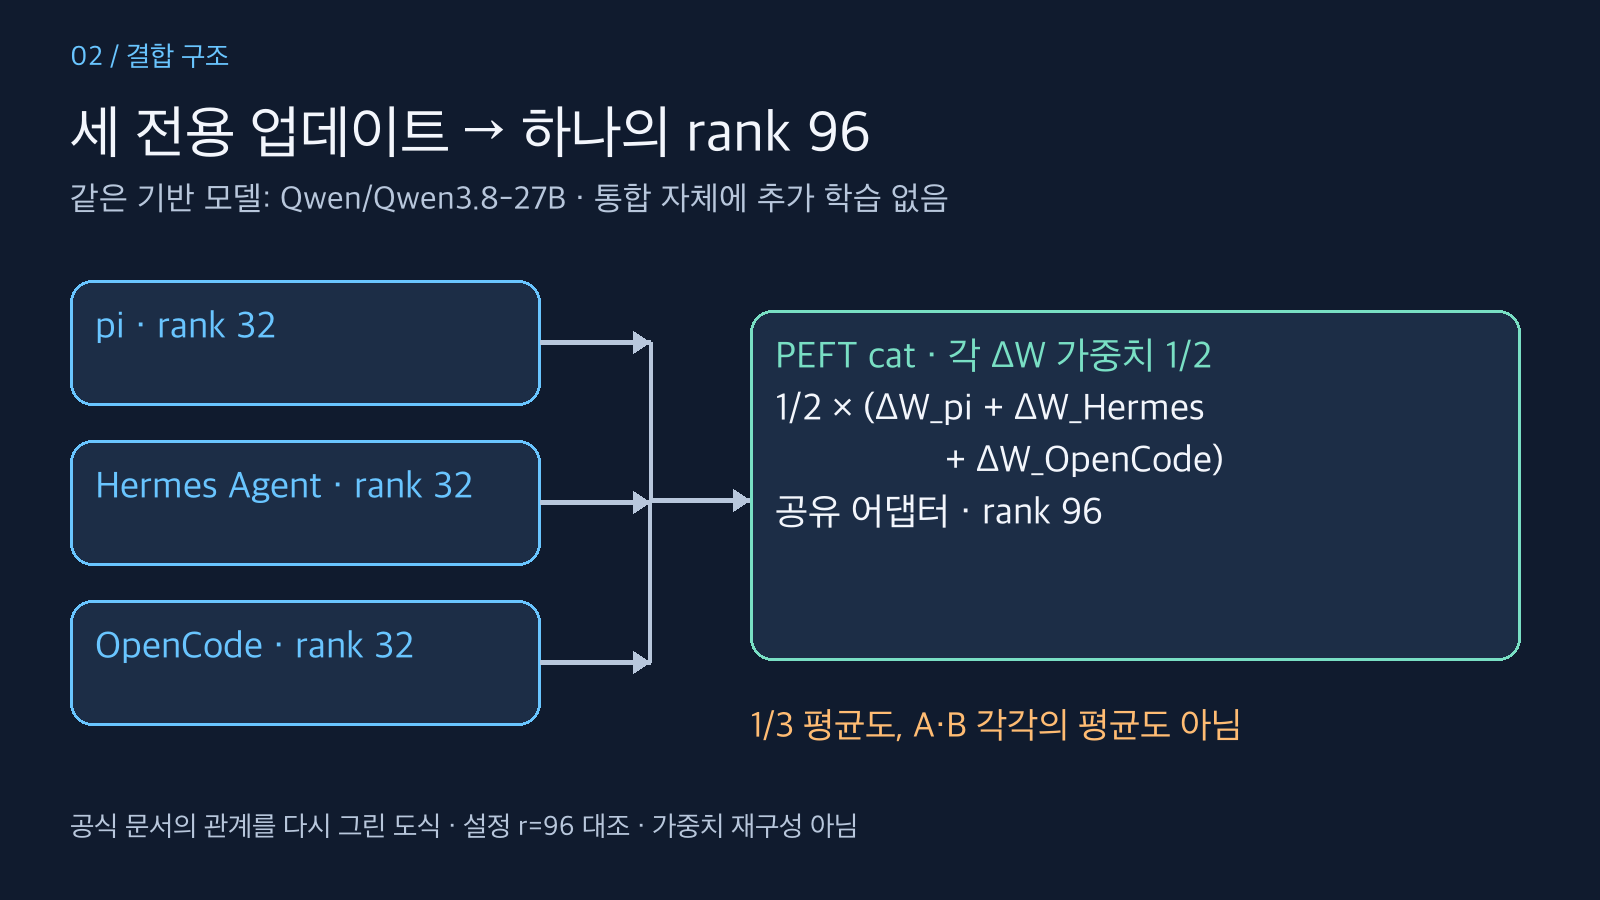 02 / 결합 구조
세 전용 업데이트 → 하나의 rank 96
같은 기반 모델: Qwen/Qwen3.8-27B · 통합 자체에 추가 학습 없음
pi · rank 32
Hermes Agent · rank 32
OpenCode · rank 32
PEFT cat · 각 ΔW 가중치 1/2
1/2 × (ΔW_pi + ΔW_Hermes
+ ΔW_OpenCode)
공유 어댑터 · rank 96
1/3 평균도, A·B 각각의 평균도 아님
공식 문서의 관계를 다시 그린 도식 · 설정 r=96 대조 · 가중치 재구성 아님